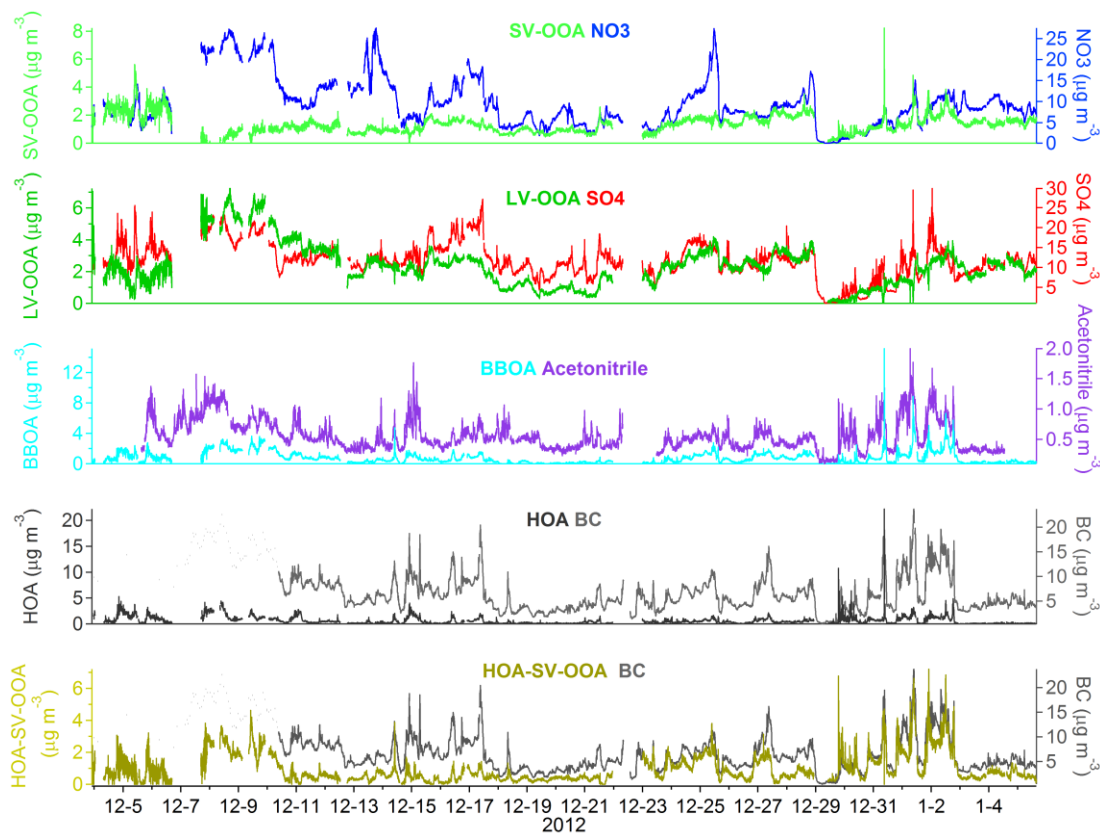 SV-OOA NO3
SV-OOA (µg m-3)
8
6
4
2
0
NO3 (µg m-3)
25
20
15
10
5
0
LV-OOA SO4
LV-OOA (µg m-3)
6
4
2
0
SO4 (µg m-3)
30
25
20
15
10
5
BBOA Acetonitrile
BBOA (µg m-3)
12
8
4
0
Acetonitrile (µg m-3)
2.0
1.5
1.0
0.5
HOA BC
HOA (µg m-3)
20
15
10
5
0
BC (µg m-3)
20
15
10
5
HOA-SV-OOA BC
HOA-SV-OOA
(µg m-3)
6
4
2
0
BC (µg m-3)
20
15
10
5
0
12-5 12-7 12-9 12-11 12-13 12-15 12-17 12-19 12-21 12-23 12-25 12-27 12-29 12-31 1-2 1-4
2012